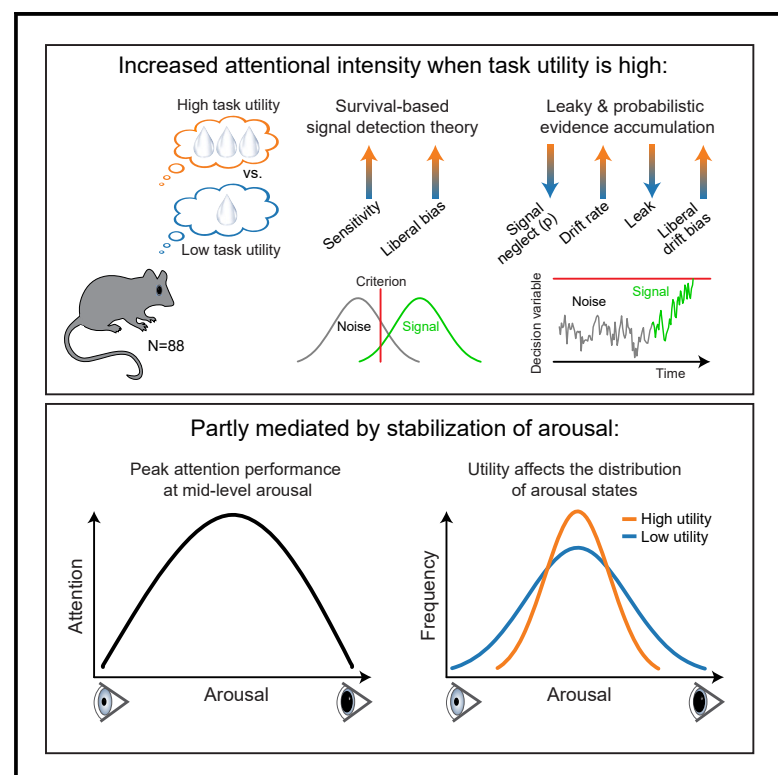 Increased attentional intensity when task utility is high:
High task utility
vs.
Low task utility
N=88
Survival-based
signal detection theory
Sensitivity
Liberal bias
Criterion
Noise
Signal
Leaky & probabilistic
evidence accumulation
Signal
neglect (p)
Drift rate
Leak
Liberal
drift bias
Decision variable
Noise
Signal
Time
Partly mediated by stabilization of arousal:
Peak attention performance
at mid-level arousal
Attention
Arousal
Utility affects the distribution
of arousal states
High utility
Low utility
Frequency
Arousal